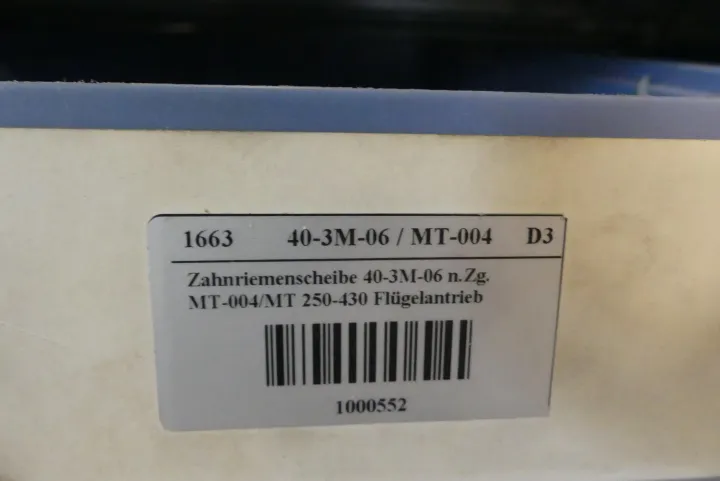 1663 40-3M-06 / MT-004 D3
Zahnriemenscheibe 40-3M-06 n.Zg.
MT-004/MT 250-430 Flügelantrieb
1000552